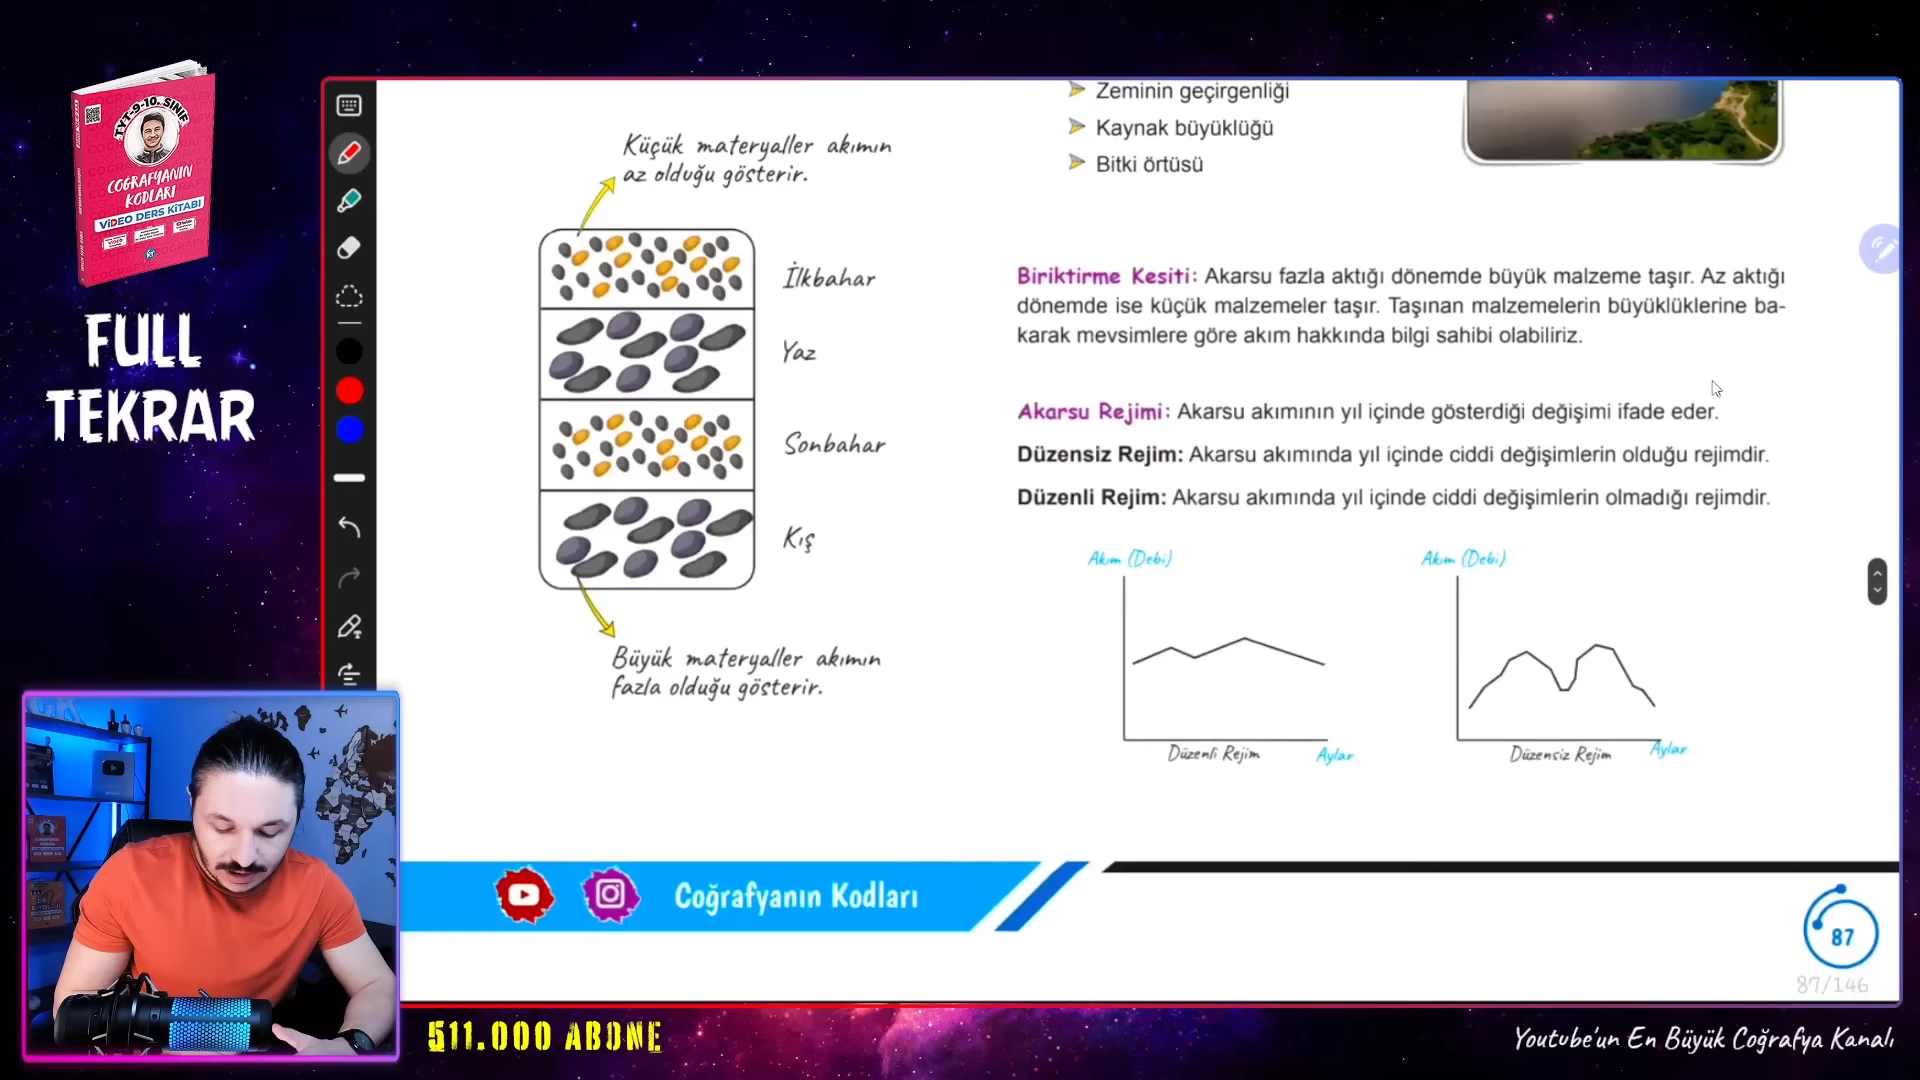 TYT-9-10. SINIF
COĞRAFYANIN
KODLARI
VİDEO DERS KİTABI
FULL
TEKRAR
Zeminin geçirgenliği
Kaynak büyüklüğü
Bitki örtüsü
Küçük materyaller akımın
az olduğu gösterir.
İlkbahar
Yaz
Sonbahar
Kış
Büyük materyaller akımın
fazla olduğu gösterir.
Biriktirme Kesiti: Akarsu fazla aktığı dönemde büyük malzeme taşır. Az aktığı
dönemde ise küçük malzemeler taşır. Taşınan malzemelerin büyüklüklerine ba-
karak mevsimlere göre akım hakkında bilgi sahibi olabiliriz.
Akarsu Rejimi: Akarsu akımının yıl içinde gösterdiği değişimi ifade eder.
Düzensiz Rejim: Akarsu akımında yıl içinde ciddi değişimlerin olduğu rejimdir.
Düzenli Rejim: Akarsu akımında yıl içinde ciddi değişimlerin olmadığı rejimdir.
Akım (Debi)
Düzenli Rejim
Aylar
Akım (Debi)
Düzensiz Rejim
Aylar
Coğrafyanın Kodları
87
87/146
511.000 ABONE
Youtube'un En Büyük Coğrafya Kanalı